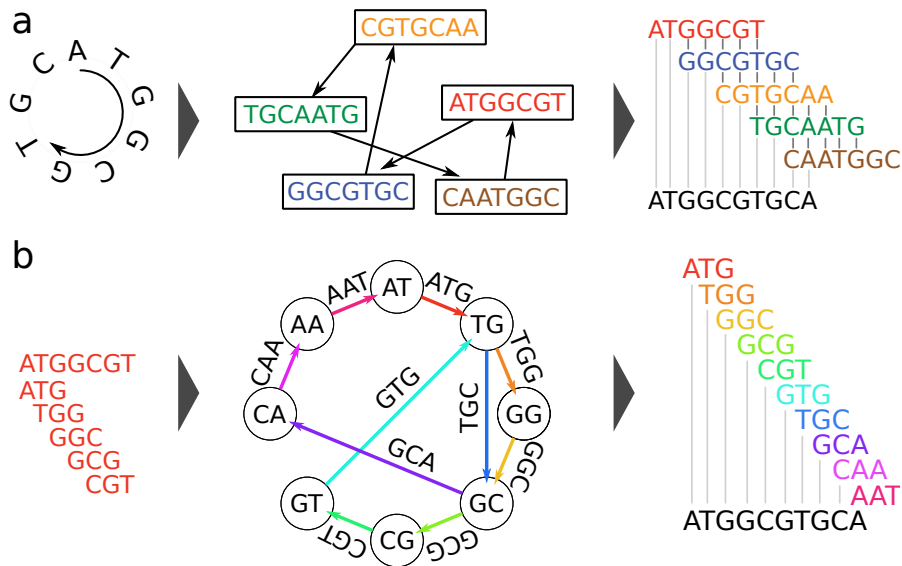 a
A T G G C G T G C
CGTGCAA
TGCAATG
ATGGCGT
GGCGTGC
CAATGGC
ATGGCGT
GGCGTGC
CGTGCAA
TGCAATG
CAATGGC
ATGGCGTGCA
b
ATGGCGT
ATG
TGG
GGC
GCG
CGT
AT
ATG
TG
TGG
GG
GGC
GC
GCG
CG
CGT
GT
CA
CAA
AA
AAT
GTG
TGC
GCA
ATG
TGG
GGC
GCG
CGT
GTG
TGC
GCA
CAA
AAT
ATGGCGTGCA